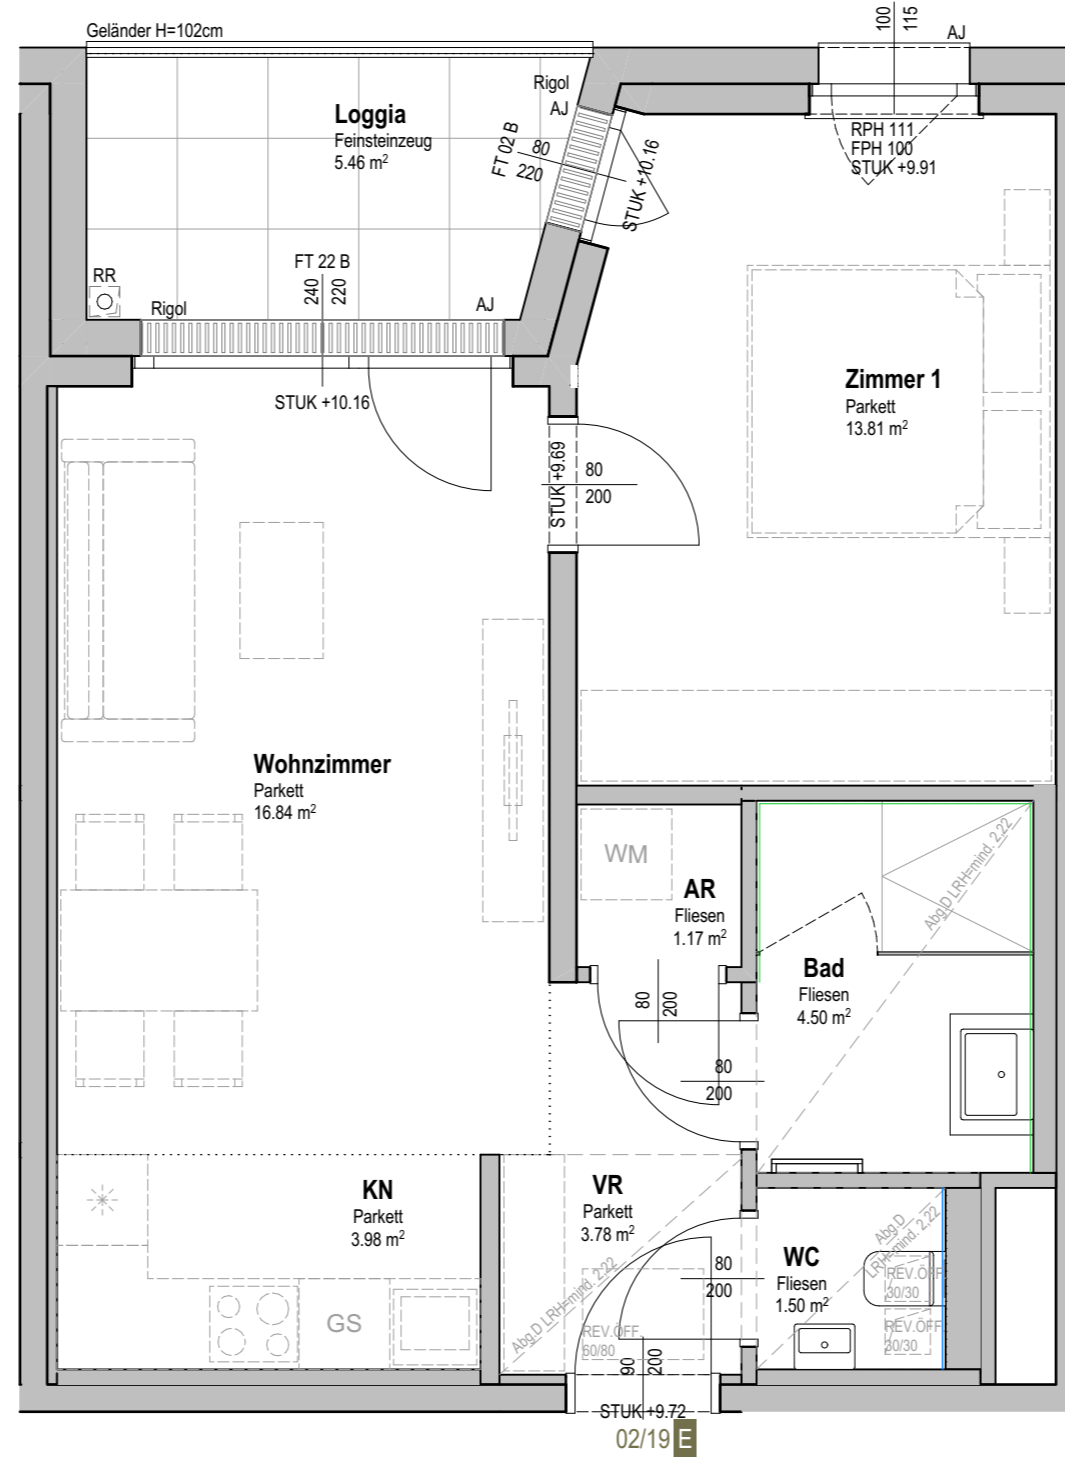 Geländer H=102cm
100
115
AJ
Rigol
AJ
Loggia
Feinsteinzeug
5.46 m²
FT 02 B
80
220
STUK +10.16
RPH 111
FPH 100
STUK +9.91
RR
Rigol
FT 22 B
240
220
AJ
STUK +10.16
Zimmer 1
Parkett
13.81 m²
STUK +9.69
80
200
Wohnzimmer
Parkett
16.84 m²
WM
AR
Fliesen
1.17 m²
Abg.D LRH=mind. 2,22
Bad
Fliesen
4.50 m²
80
200
80
200
KN
Parkett
3.98 m²
VR
Parkett
3.78 m²
Abg.D LRH=mind. 2,22
WC
Fliesen
1.50 m²
80
200
Abg.D
LRH=mind. 2,22
REV.ÖFF.
30/30
REV.ÖFF.
30/30
GS
REV.ÖFF.
60/80
90
200
STUK +9.72
02/19 E